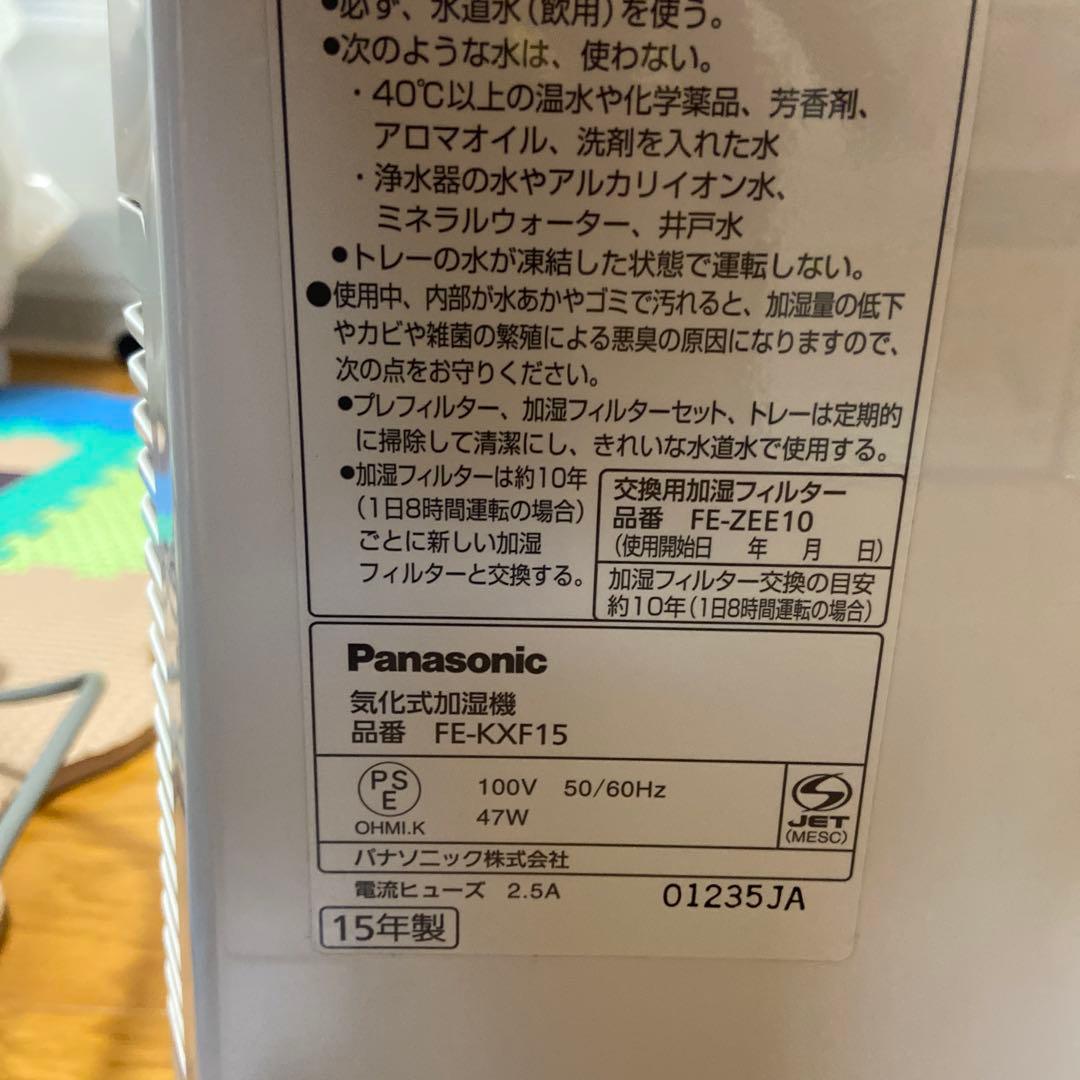 ●必ず、水道水(飲用)を使う。
●次のような水は、使わない。
・40℃以上の温水や化学薬品、芳香剤、
アロマオイル、洗剤を入れた水
・浄水器の水やアルカリイオン水、
ミネラルウォーター、井戸水
●トレーの水が凍結した状態で運転しない。
●使用中、内部が水あかやゴミで汚れると、加湿量の低下
やカビや雑菌の繁殖による悪臭の原因になりますので、
次の点をお守りください。
●プレフィルター、加湿フィルターセット、トレーは定期的
に掃除して清潔にし、きれいな水道水で使用する。
●加湿フィルターは約10年
(1日8時間運転の場合)
ごとに新しい加湿
フィルターと交換する。
交換用加湿フィルター
品番 FE-ZEE10
(使用開始日 年 月 日)
加湿フィルター交換の目安
約10年(1日8時間運転の場合)
Panasonic
気化式加湿機
品番 FE-KXF15
PSE
OHMI.K
100V 50/60Hz
47W
JET
(MESC)
パナソニック株式会社
電流ヒューズ 2.5A
01235JA
15年製